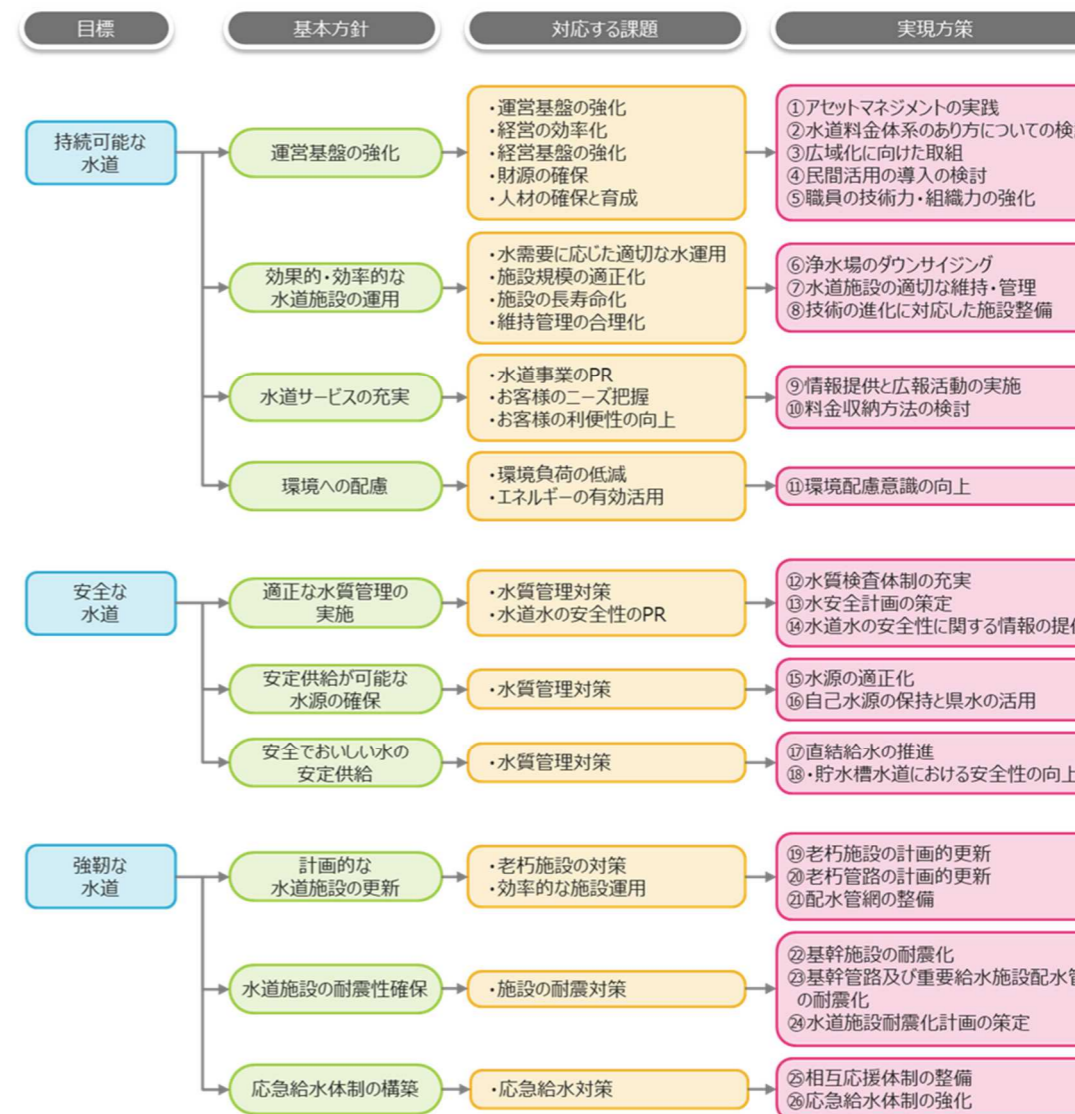 目標
基本方針
対応する課題
実現方策
持続可能な
水道
運営基盤の強化
・運営基盤の強化
・経営の効率化
・経営基盤の強化
・財源の確保
・人材の確保と育成
①アセットマネジメントの実践
②水道料金体系のあり方についての検
③広域化に向けた取組
④民間活用の導入の検討
⑤職員の技術力・組織力の強化
効果的・効率的な
水道施設の運用
・水需要に応じた適切な水運用
・施設規模の適正化
・施設の長寿命化
・維持管理の合理化
⑥浄水場のダウンサイジング
⑦水道施設の適切な維持・管理
⑧技術の進化に対応した施設整備
水道サービスの充実
・水道事業のPR
・お客様のニーズ把握
・お客様の利便性の向上
⑨情報提供と広報活動の実施
⑩料金収納方法の検討
環境への配慮
・環境負荷の低減
・エネルギーの有効活用
⑪環境配慮意識の向上
安全な
水道
適正な水質管理の
実施
・水質管理対策
・水道水の安全性のPR
⑫水質検査体制の充実
⑬水安全計画の策定
⑭水道水の安全性に関する情報の提
安定供給が可能な
水源の確保
・水質管理対策
⑮水源の適正化
⑯自己水源の保持と県水の活用
安全でおいしい水の
安定供給
・水質管理対策
⑰直結給水の推進
⑱・貯水槽水道における安全性の向上
強靭な
水道
計画的な
水道施設の更新
・老朽施設の対策
・効率的な施設運用
⑲老朽施設の計画的更新
⑳老朽管路の計画的更新
㉑配水管網の整備
水道施設の耐震性確保
・施設の耐震対策
㉒基幹施設の耐震化
㉓基幹管路及び重要給水施設配水
の耐震化
㉔水道施設耐震化計画の策定
応急給水体制の構築
・応急給水対策
㉕相互応援体制の整備
㉖応急給水体制の強化